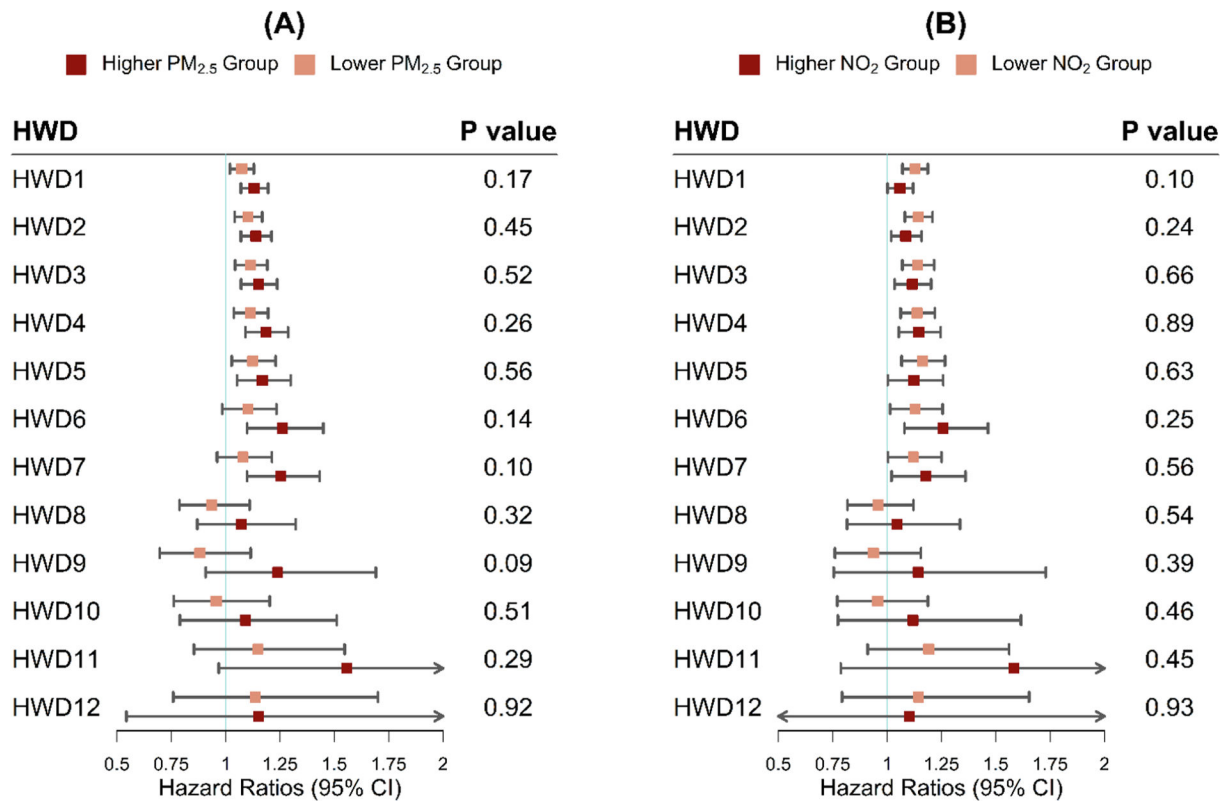 (A)
Higher PM2.5 Group Lower PM2.5 Group
HWD P value
HWD1 0.17
HWD2 0.45
HWD3 0.52
HWD4 0.26
HWD5 0.56
HWD6 0.14
HWD7 0.10
HWD8 0.32
HWD9 0.09
HWD10 0.51
HWD11 0.29
HWD12 0.92
0.5 0.75 1 1.25 1.5 1.75 2
Hazard Ratios (95% CI)
(B)
Higher NO2 Group Lower NO2 Group
HWD P value
HWD1 0.10
HWD2 0.24
HWD3 0.66
HWD4 0.89
HWD5 0.63
HWD6 0.25
HWD7 0.56
HWD8 0.54
HWD9 0.39
HWD10 0.46
HWD11 0.45
HWD12 0.93
0.5 0.75 1 1.25 1.5 1.75 2
Hazard Ratios (95% CI)